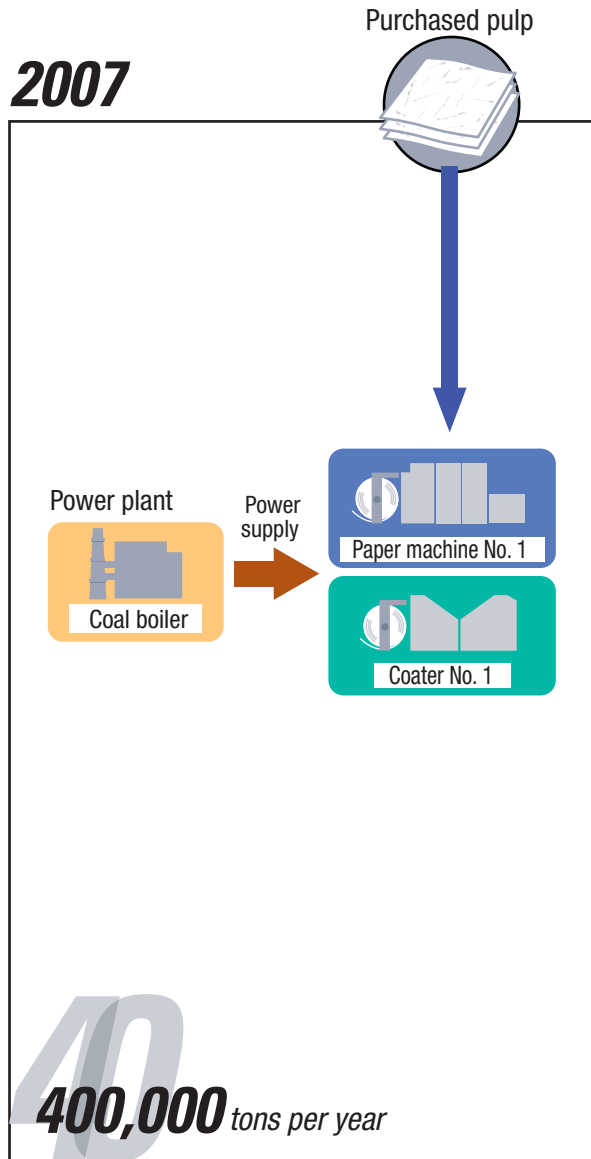 Purchased pulp
2007
Power plant
Power
supply
Paper machine No. 1
Coal boiler
Coater No. 1
40
400,000 tons per year